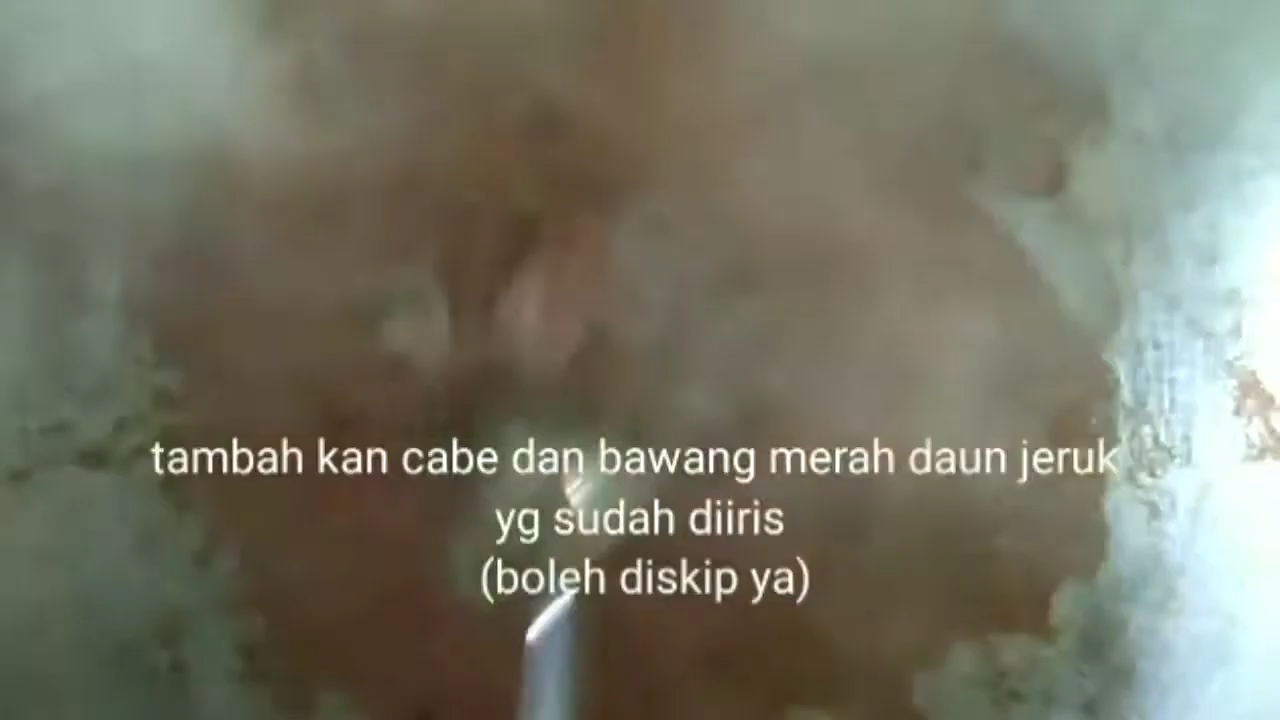 tambah kan cabe dan bawang merah daun jeruk
yg sudah diiris
(boleh diskip ya)